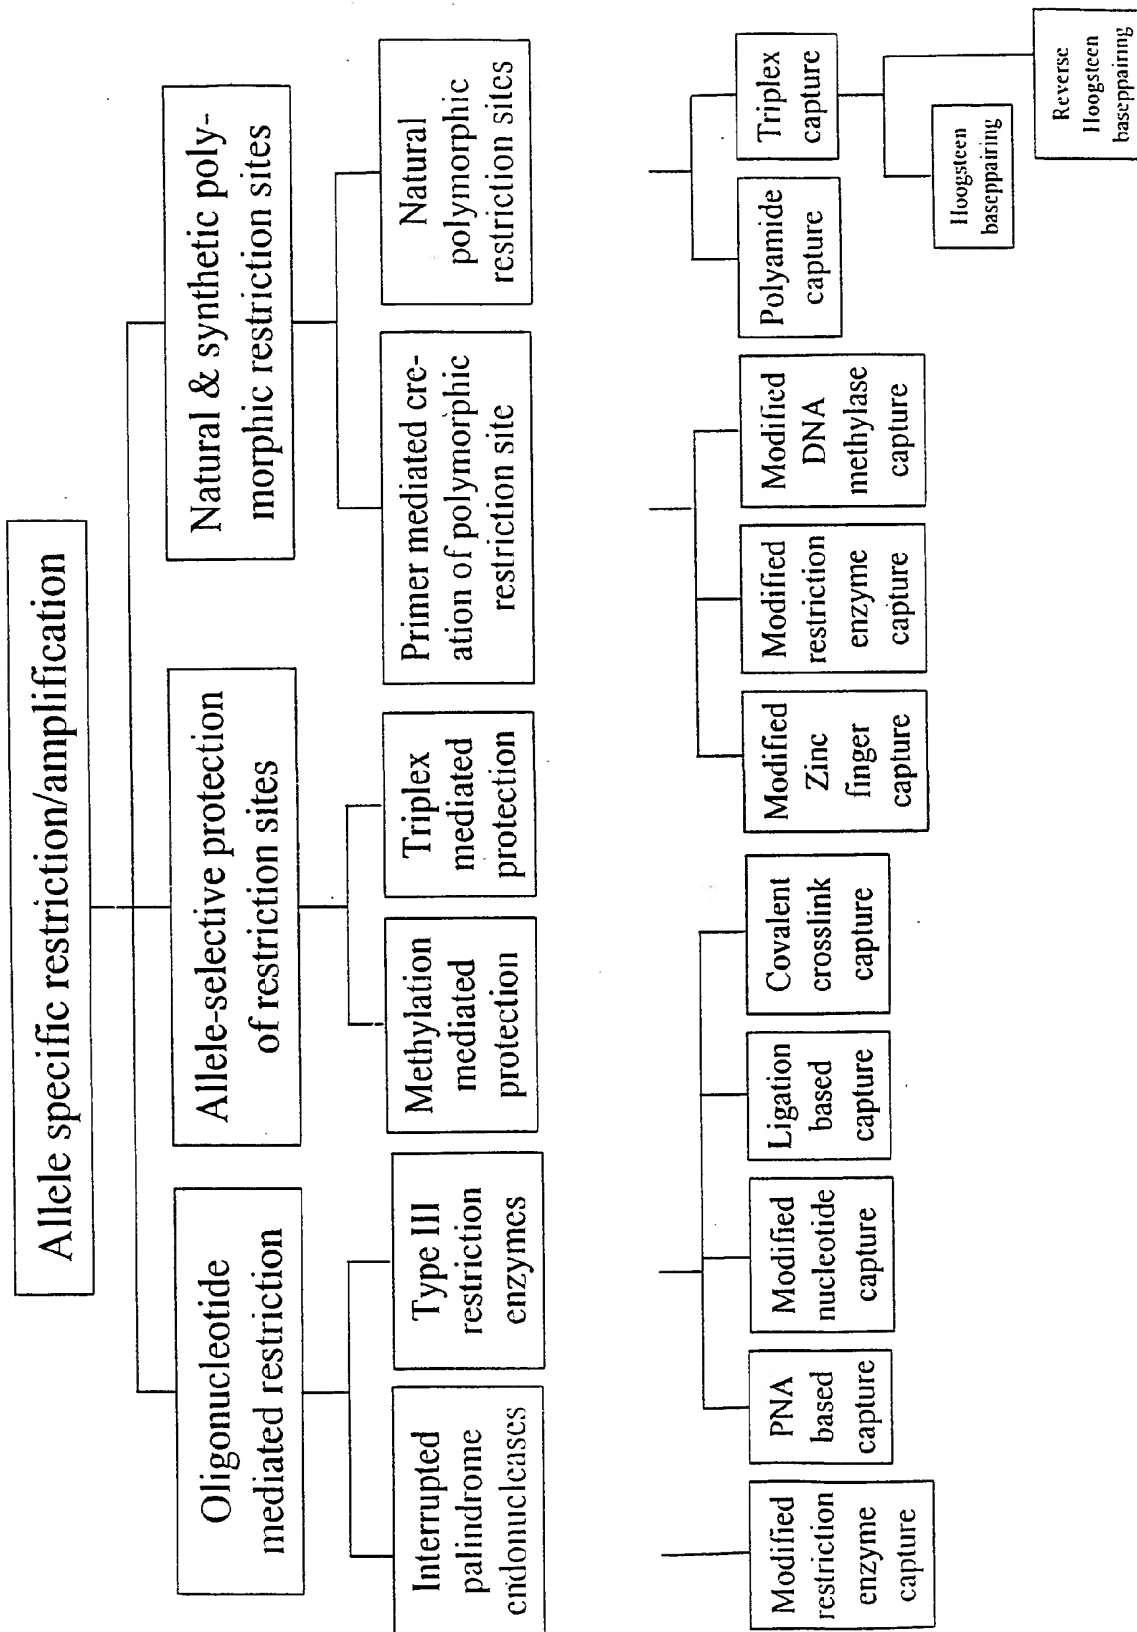 Allele specific restriction/amplification
Oligonucleotide
mediated restriction
Allele-selective protection
of restriction sites
Natural & synthetic poly-
morphic restriction sites
Interrupted
palindrome
endonucleases
Type III
restriction
enzymes
Methylation
mediated
protection
Triplex
mediated
protection
Primer mediated cre-
ation of polymorphic
restriction site
Natural
polymorphic
restriction sites
Modified
restriction
enzyme
capture
PNA
based
capture
Modified
nucleotide
capture
Ligation
based
capture
Covalent
crosslink
capture
Modified
Zinc
finger
capture
Modified
restriction
enzyme
capture
Modified
DNA
methylase
capture
Polyamide
capture
Triplex
capture
Hoogsteen
baseppairing
Reverse
Hoogsteen
baseppairing